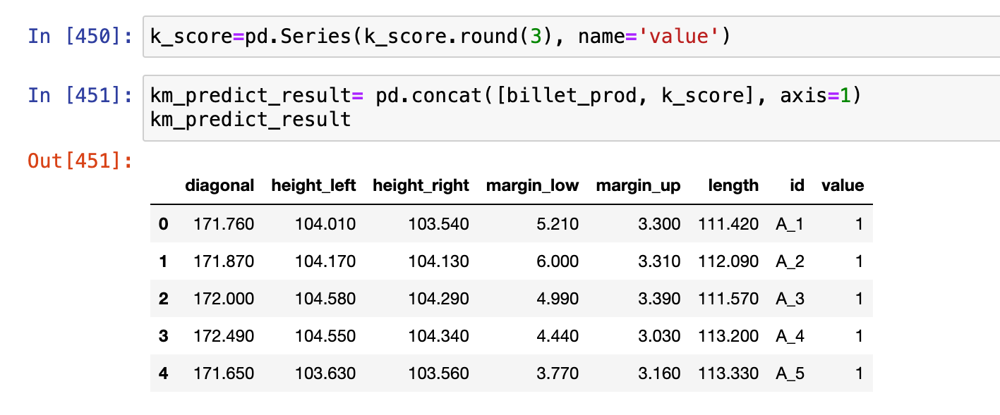 In [450]: k_score=pd.Series(k_score.round(3), name='value')
In [451]: km_predict_result= pd.concat([billet_prod, k_score], axis=1)
km_predict_result
Out[451]:
diagonal height_left height_right margin_low margin_up length id value
0 171.760 104.010 103.540 5.210 3.300 111.420 A_1 1
1 171.870 104.170 104.130 6.000 3.310 112.090 A_2 1
2 172.000 104.580 104.290 4.990 3.390 111.570 A_3 1
3 172.490 104.550 104.340 4.440 3.030 113.200 A_4 1
4 171.650 103.630 103.560 3.770 3.160 113.330 A_5 1